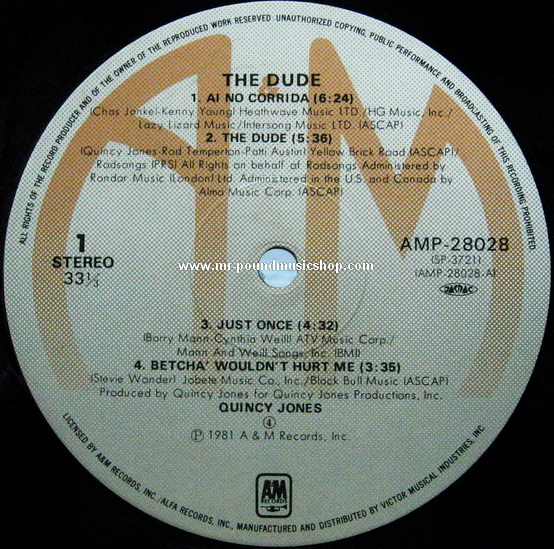 ALL RIGHTS OF THE RECORD PRODUCER AND OF THE OWNER OF THE REPRODUCED WORK RESERVED · UNAUTHORIZED COPYING, PUBLIC PERFORMANCE AND BROADCASTING OF THIS RECORDING PROHIBITED
THE DUDE
1. AI NO CORRIDA (6:24)
(Chas Jankel-Kenny Young) Heathwave Music LTD./HG Music, Inc./
Lazy Lizard Music/Intersong Music LTD. (ASCAP)
2. THE DUDE (5:36)
(Quincy Jones-Rod Temperton-Patti Austin) Yellow Brick Road (ASCAP)/
Rodsongs (PRS) All Rights on behalf of Rodsongs Administered by
Rondor Music (London) Ltd. Administered in the U.S. and Canada by
Almo Music Corp. (ASCAP)
1
STEREO
33⅓
AMP-28028
(SP-3721)
(AMP-28028-A)
JASRAC
www.mr-poundmusicshop.com
3. JUST ONCE (4:32)
(Barry Mann-Cynthia Weill) ATV Music Corp./
Mann And Weill Songs, Inc. (BMI)
4. BETCHA' WOULDN'T HURT ME (3:35)
(Stevie Wonder) Jobete Music Co., Inc./Black Bull Music (ASCAP)
Produced by Quincy Jones for Quincy Jones Productions, Inc.
QUINCY JONES
④
℗ 1981 A & M Records, Inc.
A&M
RECORDS
LICENSED BY A&M RECORDS, INC./ALFA RECORDS, INC., MANUFACTURED AND DISTRIBUTED BY VICTOR MUSICAL INDUSTRIES, INC.